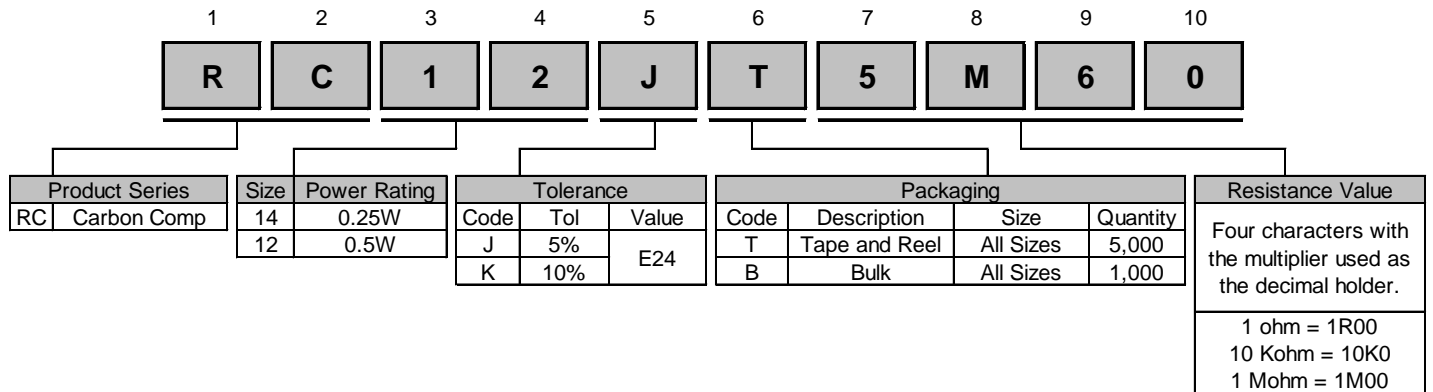 1 2 3 4 5 6 7 8 9 10
R C 1 2 J T 5 M 6 0
Product Series
RC Carbon Comp
Size Power Rating
14 0.25W
12 0.5W
Tolerance
Code Tol Value
J 5% E24
K 10%
Packaging
Code Description Size Quantity
T Tape and Reel All Sizes 5,000
B Bulk All Sizes 1,000
Resistance Value
Four characters with
the multiplier used as
the decimal holder.
1 ohm = 1R00
10 Kohm = 10K0
1 Mohm = 1M00